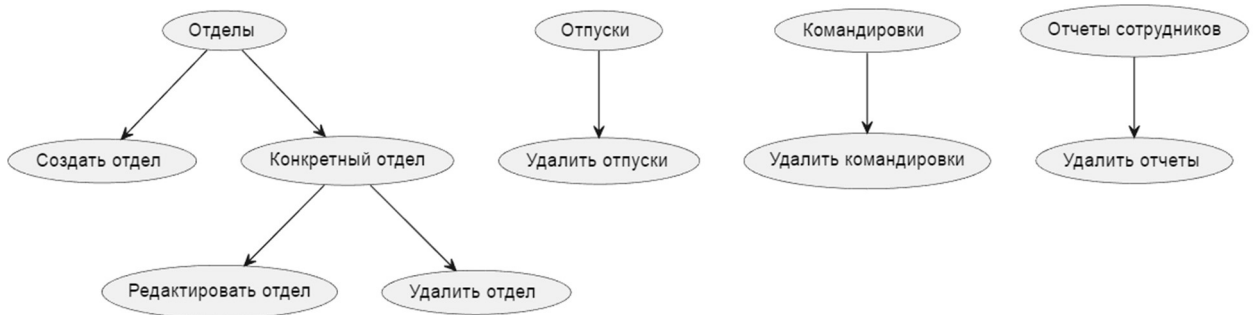 Отделы
Отпуски
Командировки
Отчеты сотрудников
Создать отдел
Конкретный отдел
Удалить отпуски
Удалить командировки
Удалить отчеты
Редактировать отдел
Удалить отдел